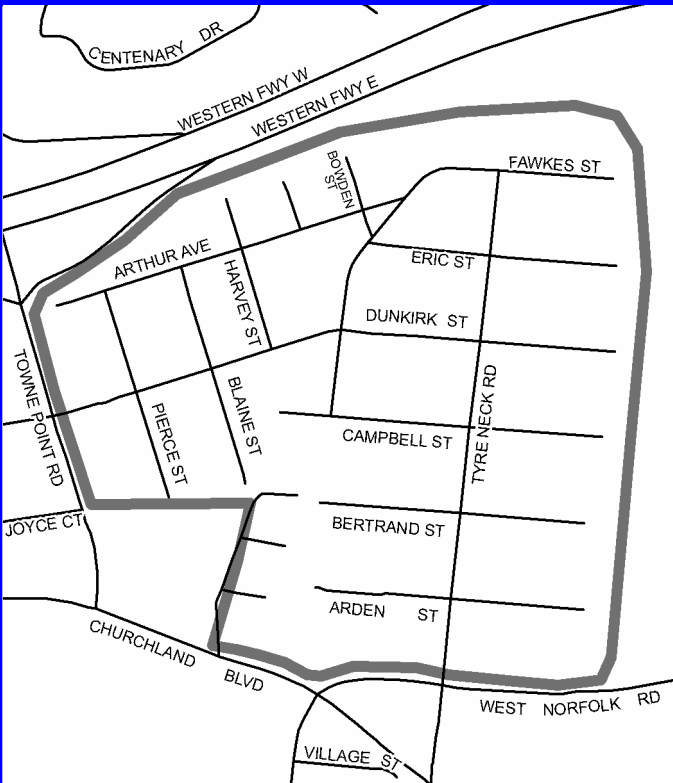 CENTENARY DR
WESTERN FWY W
WESTERN FWY E
BOWDEN
ST
FAWKES ST
ARTHUR AVE
ERIC ST
HARVEY ST
DUNKIRK ST
TOWNE POINT RD
BLAINE ST
PIERCE ST
TYRE NECK RD
CAMPBELL ST
JOYCE CT
BERTRAND ST
ARDEN ST
CHURCHLAND BLVD
WEST NORFOLK RD
VILLAGE ST